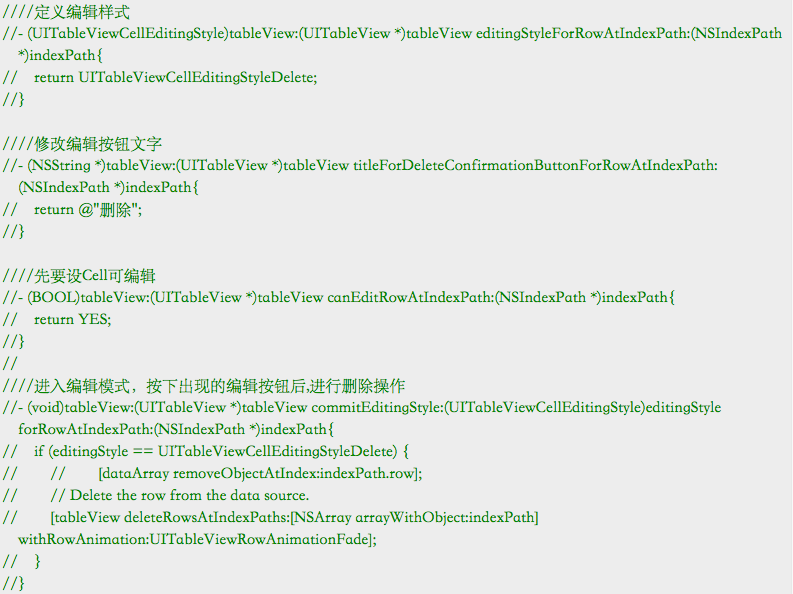 ////定义编辑样式
//- (UITableViewCellEditingStyle)tableView:(UITableView *)tableView editingStyleForRowAtIndexPath:(NSIndexPath
*)indexPath{
// return UITableViewCellEditingStyleDelete;
//}
////修改编辑按钮文字
//- (NSString *)tableView:(UITableView *)tableView titleForDeleteConfirmationButtonForRowAtIndexPath:
(NSIndexPath *)indexPath{
// return @"删除";
//}
////先要设Cell可编辑
//- (BOOL)tableView:(UITableView *)tableView canEditRowAtIndexPath:(NSIndexPath *)indexPath{
// return YES;
//}
//
////进入编辑模式，按下出现的编辑按钮后,进行删除操作
//- (void)tableView:(UITableView *)tableView commitEditingStyle:(UITableViewCellEditingStyle)editingStyle
forRowAtIndexPath:(NSIndexPath *)indexPath{
// if (editingStyle == UITableViewCellEditingStyleDelete) {
// // [dataArray removeObjectAtIndex:indexPath.row];
// // Delete the row from the data source.
// [tableView deleteRowsAtIndexPaths:[NSArray arrayWithObject:indexPath]
withRowAnimation:UITableViewRowAnimationFade];
// }
//}